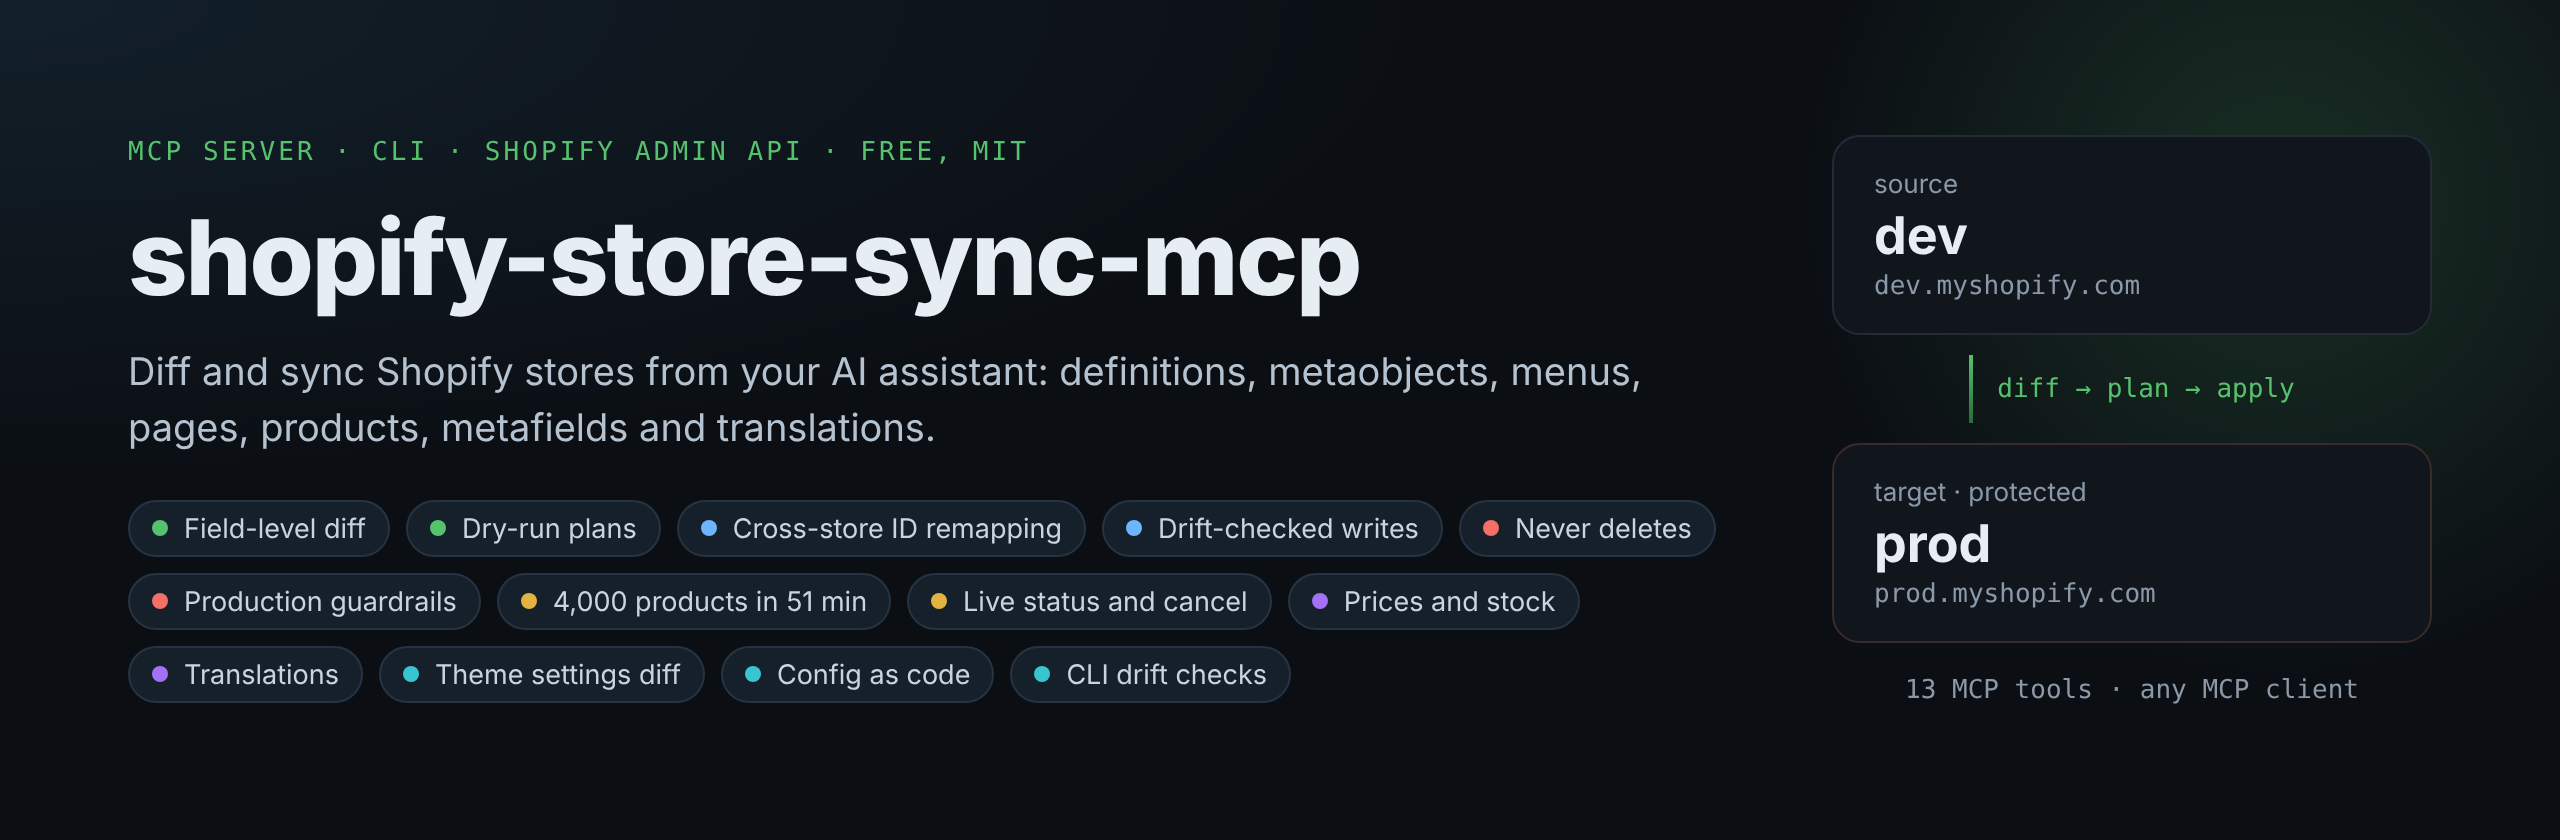 MCP SERVER · CLI · SHOPIFY ADMIN API · FREE, MIT
shopify-store-sync-mcp
Diff and sync Shopify stores from your AI assistant: definitions, metaobjects, menus,
pages, products, metafields and translations.
Field-level diff
Dry-run plans
Cross-store ID remapping
Drift-checked writes
Never deletes
Production guardrails
4,000 products in 51 min
Live status and cancel
Prices and stock
Translations
Theme settings diff
Config as code
CLI drift checks
source
dev
dev.myshopify.com
diff → plan → apply
target · protected
prod
prod.myshopify.com
13 MCP tools · any MCP client